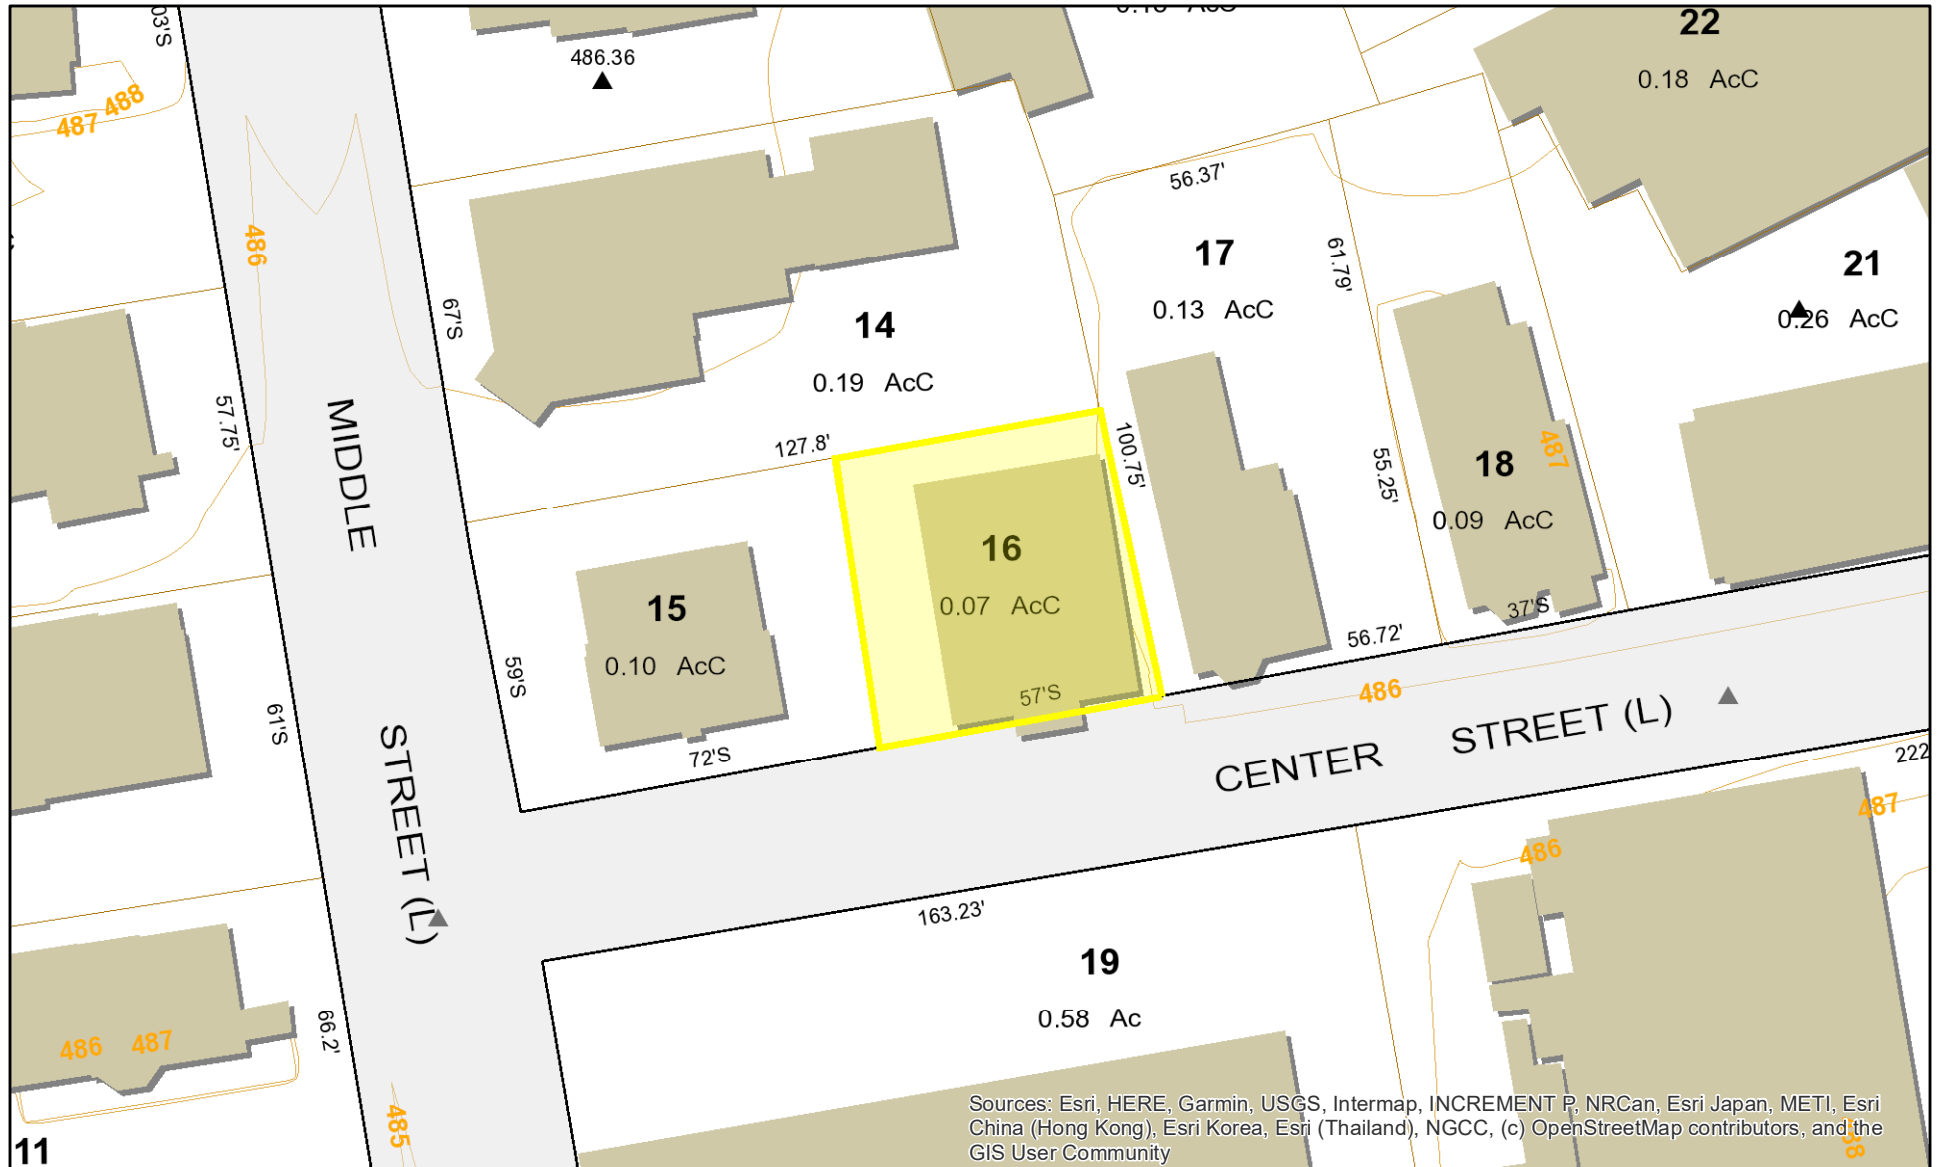 03'S
486.36
22
0.18 AcC
488
487
56.37'
486
17
61.79'
21
0.13 AcC
67'S
14
0.26 AcC
0.19 AcC
57.75'
MIDDLE
127.8'
100.75'
55.25'
18
487
0.09 AcC
16
0.07 AcC
15
0.10 AcC
37'S
56.72'
59'S
57'S
486
61'S
72'S
STREET (L)
CENTER STREET (L)
222
487
486
163.23'
19
0.58 Ac
66.2'
486
487
485
11
Sources: Esri, HERE, Garmin, USGS, Intermap, INCREMENT P, NRCan, Esri Japan, METI, Esri
China (Hong Kong), Esri Korea, Esri (Thailand), NGCC, (c) OpenStreetMap contributors, and the
GIS User Community